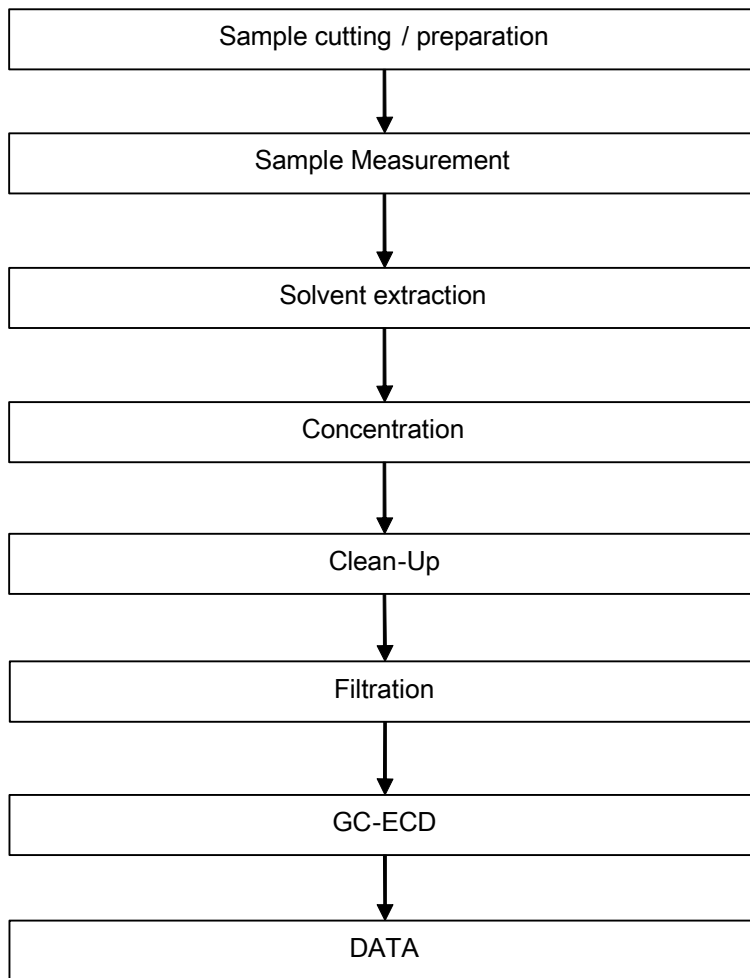 Sample cutting / preparation
Sample Measurement
Solvent extraction
Concentration
Clean-Up
Filtration
GC-ECD
DATA